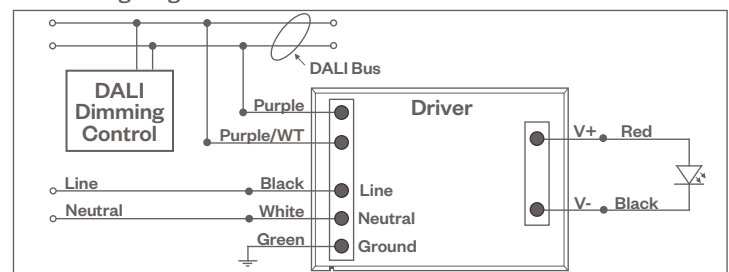 DALI Bus
DALI
Dimming
Control
Driver
Purple
Purple/WT
V+ Red
Line Black Line
Neutral White Neutral
V- Black
Green Ground